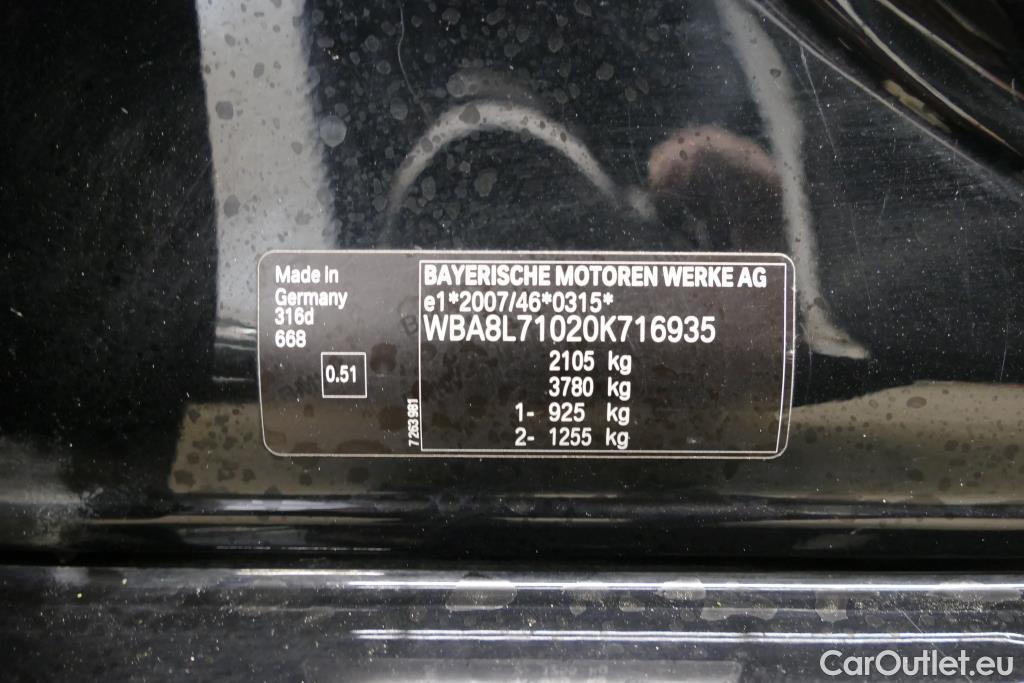 Made In
Germany
316d
668
0.51
7 263 981
BAYERISCHE MOTOREN WERKE AG
e1*2007/46*0315*
WBA8L71020K716935
2105 kg
3780 kg
1- 925 kg
2- 1255 kg
CarOutlet.eu